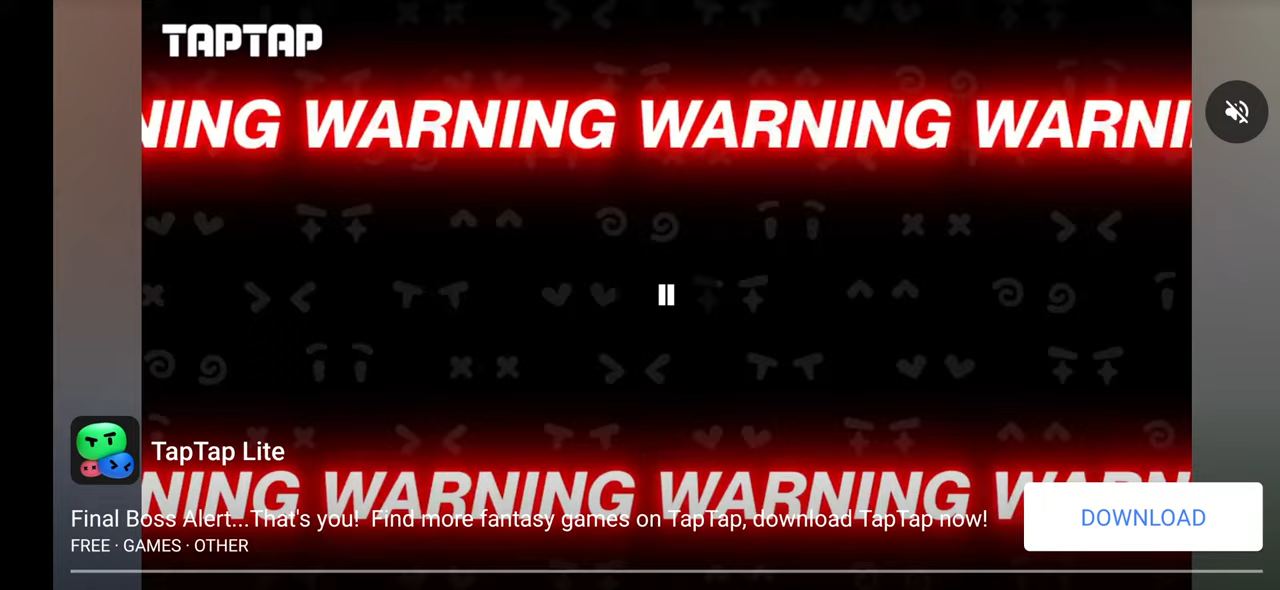 TAPTAP
NING WARNING WARNING WARNI
TapTap Lite
NING WARNING WARNING WARN
Final Boss Alert...That's you! Find more fantasy games on TapTap, download TapTap now!
DOWNLOAD
FREE · GAMES · OTHER